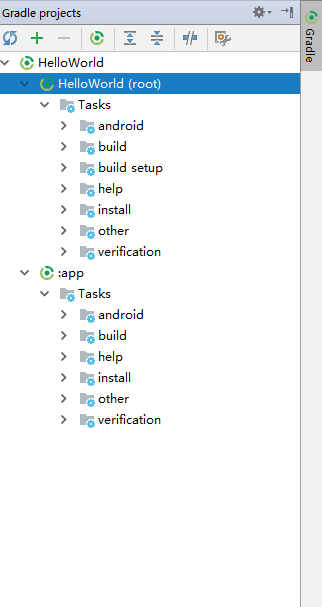 Gradle projects
Gradle
HelloWorld
HelloWorld (root)
Tasks
android
build
build setup
help
install
other
verification
:app
Tasks
android
build
help
install
other
verification